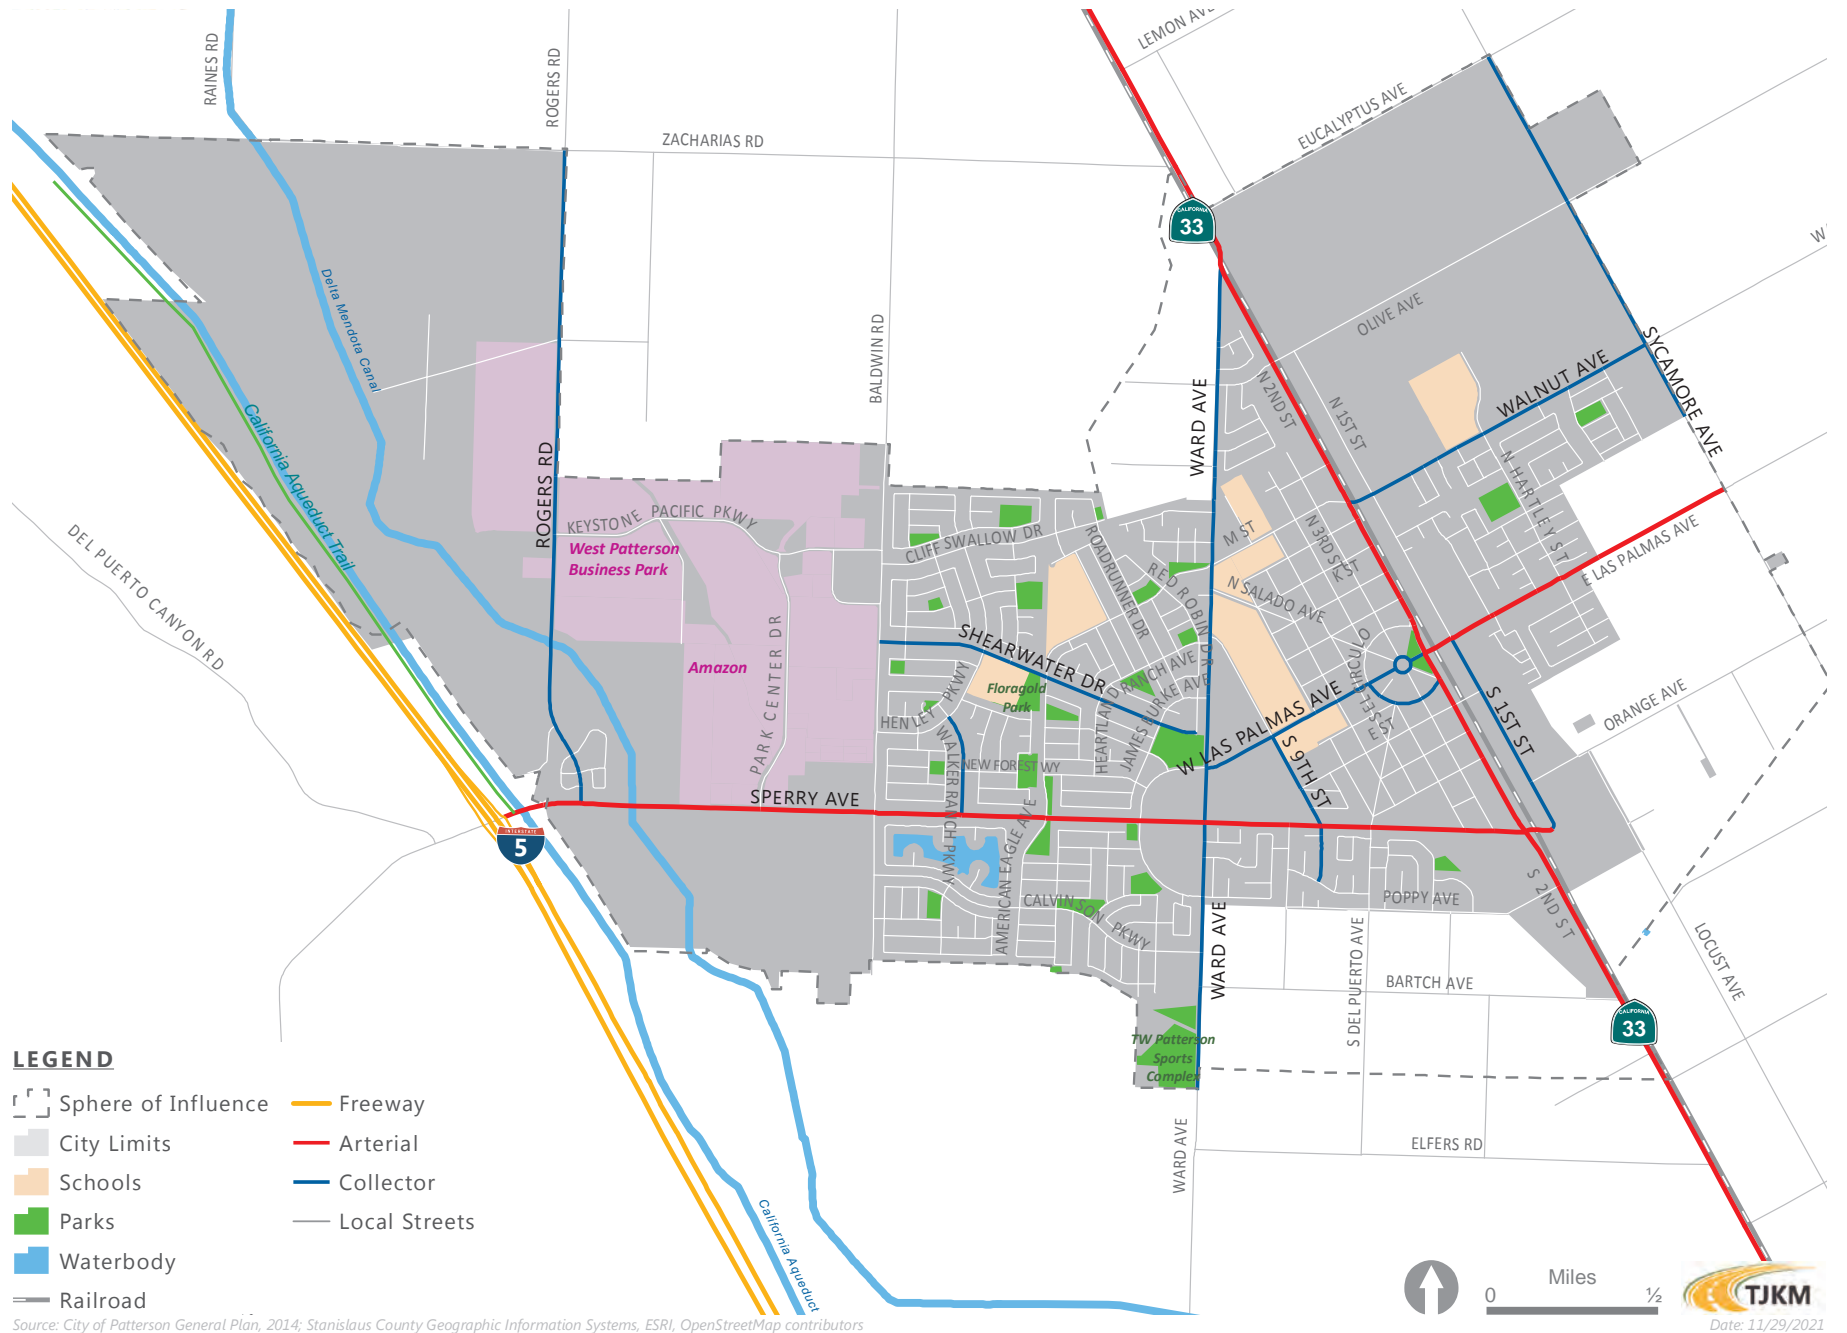 LEMON AVE
RAINES RD
ROGERS RD
ZACHARIAS RD
EUCALYPTUS AVE
CALIFORNIA
33
Delta Mendota Canal
OLIVE AVE
BALDWIN RD
SYCAMORE AVE
WALNUT AVE
WARD AVE
N 2ND ST
N 1ST ST
California Aqueduct Trail
ROGERS RD
N HARTLEY ST
KEYSTONE PACIFIC PKWY
West Patterson
Business Park
CLIFF SWALLOW DR
ROADRUNNER DR
M ST
N 3RD ST
K ST
RED ROBIN DR
N SALADO AVE
E LAS PALMAS AVE
DEL PUERTO CANYON RD
SHEARWATER DR
Amazon
PARK CENTER DR
Floragold
Park
HENLEY PKWY
HEARTLAND RANCH AVE
JAMES BURKE AVE
DEL CIRCULO
E ST
W LAS PALMAS AVE
S 1ST ST
ORANGE AVE
WALKER RANCH PKWY
NEW FOREST WY
S 9TH ST
SPERRY AVE
INTERSTATE
5
AMERICAN EAGLE AVE
CALVINSON PKWY
POPPY AVE
S 2ND ST
WARD AVE
S DEL PUERTO AVE
BARTCH AVE
LOCUST AVE
CALIFORNIA
33
TW Patterson
Sports
Complex
WARD AVE
ELFERS RD
California Aqueduct
LEGEND
Sphere of Influence
City Limits
Schools
Parks
Waterbody
Railroad
Freeway
Arterial
Collector
Local Streets
Miles
0 ½
TJKM
Source: City of Patterson General Plan, 2014; Stanislaus County Geographic Information Systems, ESRI, OpenStreetMap contributors
Date: 11/29/2021